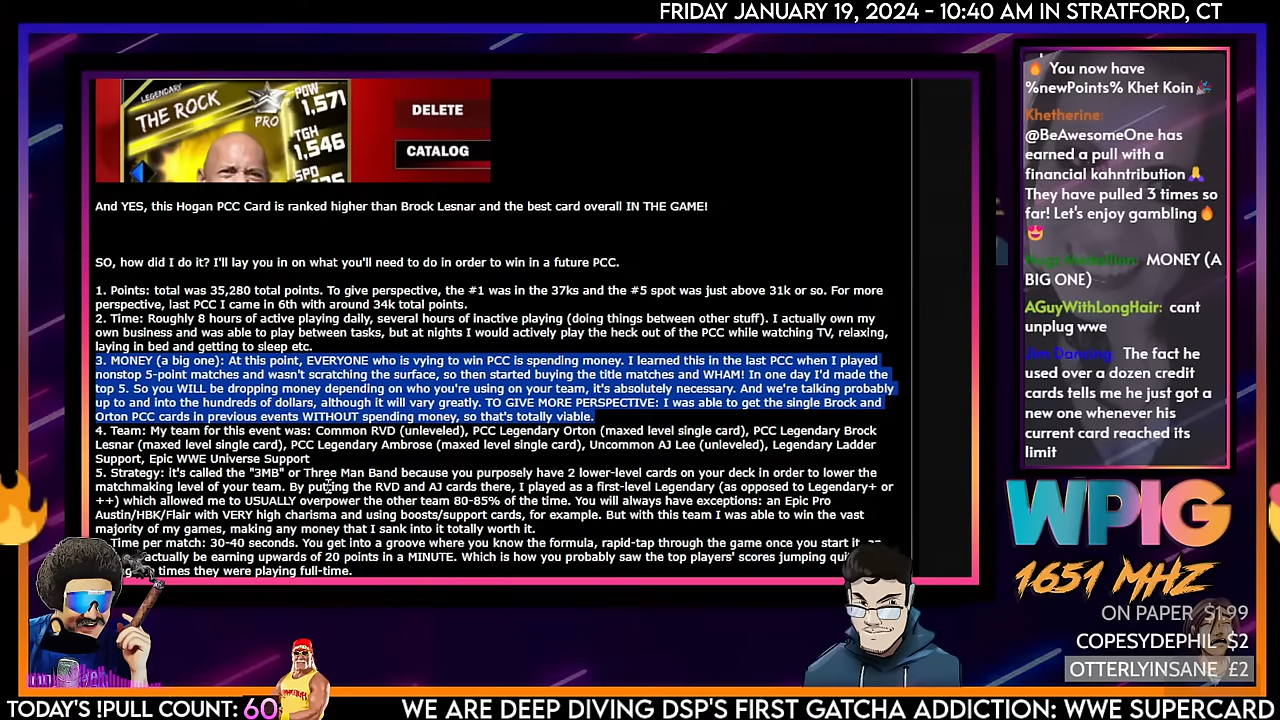 FRIDAY JANUARY 19, 2024 - 10:40 AM IN STRATFORD, CT
LEGENDARY
THE ROCK
PRO
POW
1,571
TGH
1,546
SPD
DELETE
CATALOG
And YES, this Hogan PCC Card is ranked higher than Brock Lesnar and the best card overall IN THE GAME!
SO, how did I do it? I'll lay you in on what you'll need to do in order to win in a future PCC.
1. Points: total was 35,280 total points. To give perspective, the #1 was in the 37ks and the #5 spot was just above 31k or so. For more
perspective, last PCC I came in 6th with around 34k total points.
2. Time: Roughly 8 hours of active playing daily, several hours of inactive playing (doing things between other stuff). I actually own my
own business and was able to play between tasks, but at nights I would actively play the heck out of the PCC while watching TV, relaxing,
laying in bed and getting to sleep etc.
3. MONEY (a big one): At this point, EVERYONE who is vying to win PCC is spending money. I learned this in the last PCC when I played
nonstop 5-point matches and wasn't scratching the surface, so then started buying the title matches and WHAM! In one day I'd made the
top 5. So you WILL be dropping money depending on who you're using on your team, it's absolutely necessary. And we're talking probably
up to and into the hundreds of dollars, although it will vary greatly. TO GIVE MORE PERSPECTIVE: I was able to get the single Brock and
Orton PCC cards in previous events WITHOUT spending money, so that's totally viable.
4. Team: My team for this event was: Common RVD (unleveled), PCC Legendary Orton (maxed level single card), PCC Legendary Brock
Lesnar (maxed level single card), PCC Legendary Ambrose (maxed level single card), Uncommon AJ Lee (unleveled), Legendary Ladder
Support, Epic WWE Universe Support
5. Strategy: it's called the "3MB" or Three Man Band because you purposely have 2 lower-level cards on your deck in order to lower the
matchmaking level of your team. By putting the RVD and AJ cards there, I played as a first-level Legendary (as opposed to Legendary+ or
++) which allowed me to USUALLY overpower the other team 80-85% of the time. You will always have exceptions: an Epic Pro
Austin/HBK/Flair with VERY high charisma and using boosts/support cards, for example. But with this team I was able to win the vast
majority of my games, making any money that I sank into it totally worth it.
Time per match: 30-40 seconds. You get into a groove where you know the formula, rapid-tap through the game once you start it,
actually be earning upwards of 20 points in a MINUTE. Which is how you probably saw the top players' scores jumping
times they were playing full-time.
You now have
%newPoints% Khet Koin
Khetherine:
@BeAwesomeOne has
earned a pull with a
financial kahntribution
They have pulled 3 times so
far! Let's enjoy gambling
MONEY (A
BIG ONE)
AGuyWithLongHair: cant
unplug wwe
Jim Dancing: The fact he
used over a dozen credit
cards tells me he just got a
new one whenever his
current card reached its
limit
WPIG
1651 MHZ
ON PAPER $1.99
COPESYDEPHIL $2
OTTERLYINSANE £2
TODAY'S !PULL COUNT: 60
WE ARE DEEP DIVING DSP'S FIRST GATCHA ADDICTION: WWE SUPERCARD